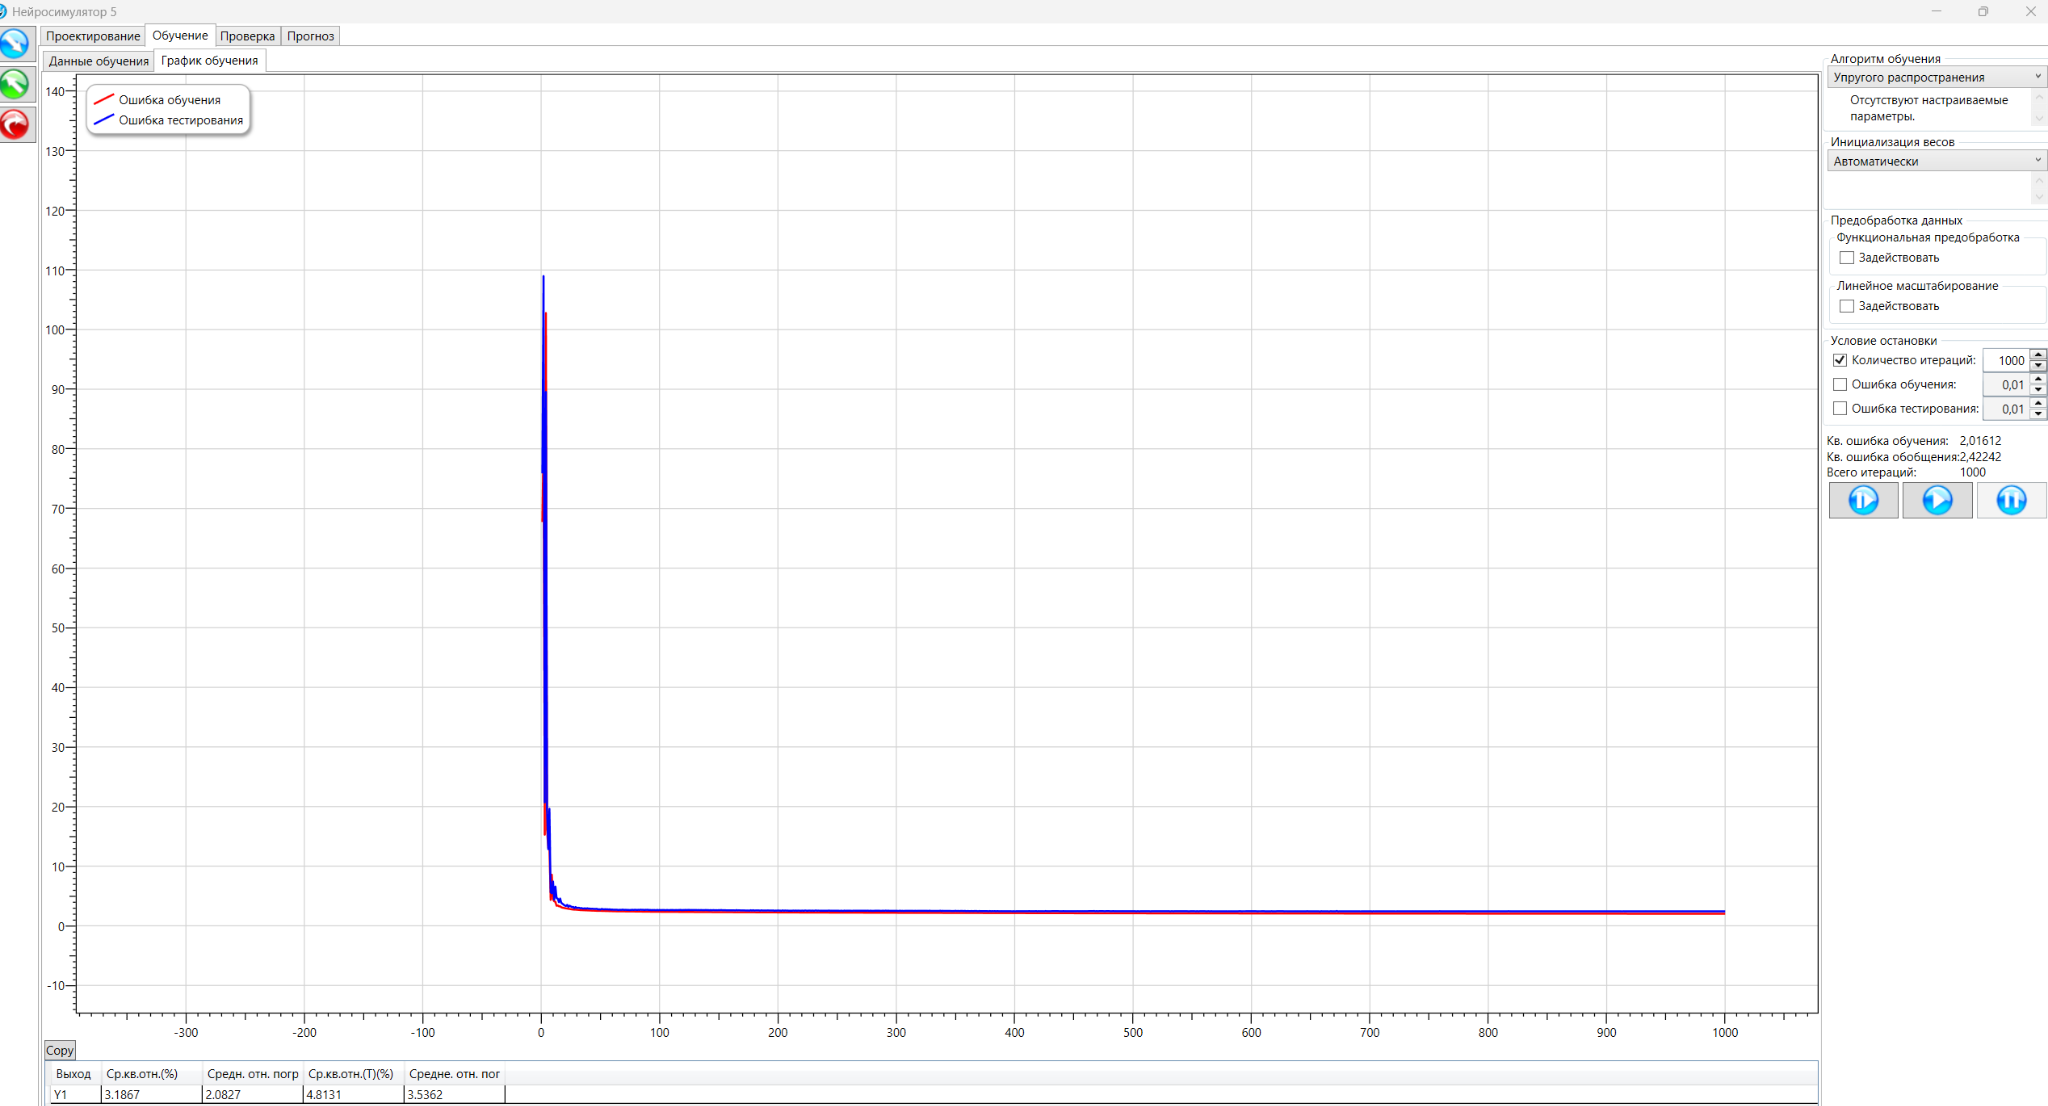 Нейросимулятор 5
Проектирование Обучение Проверка Прогноз
Данные обучения График обучения
Ошибка обучения
Ошибка тестирования
140
130
120
110
100
90
80
70
60
50
40
30
20
10
0
-10
-300 -200 -100 0 100 200 300 400 500 600 700 800 900 1000
Copy
Выход Ср.кв.отн.(%) Средн. отн. погр Ср.кв.отн.(Т)(%) Средне. отн. пог
Y1 3.1867 2.0827 4.8131 3.5362
Алгоритм обучения
Упругого распространения
Отсутствуют настраиваемые
параметры.
Инициализация весов
Автоматически
Предобработка данных
Функциональная предобработка
Задействовать
Линейное масштабирование
Задействовать
Условие остановки
Количество итераций: 1000
Ошибка обучения: 0,01
Ошибка тестирования: 0,01
Кв. ошибка обучения: 2,01612
Кв. ошибка обобщения: 2,42242
Всего итераций: 1000